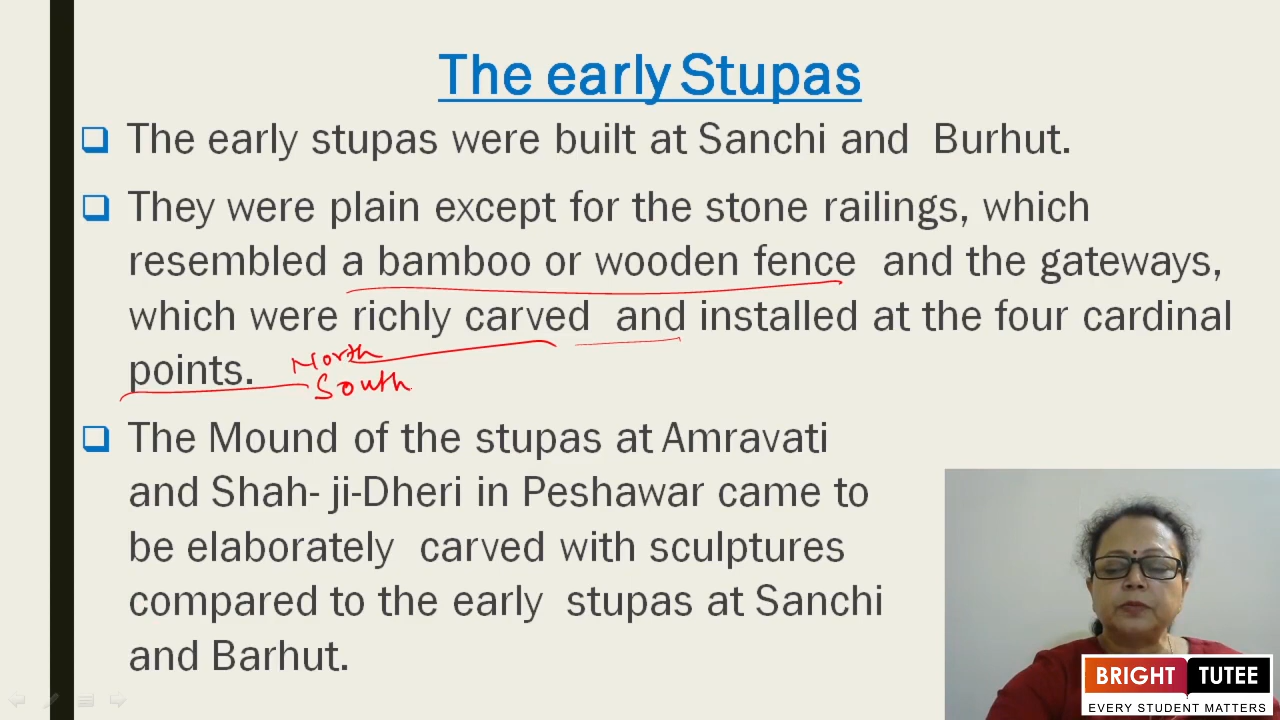 The early Stupas
The early stupas were built at Sanchi and Burhut.
They were plain except for the stone railings, which
resembled a bamboo or wooden fence and the gateways,
which were richly carved and installed at the four cardinal
points.
North
South
The Mound of the stupas at Amravati
and Shah- ji-Dheri in Peshawar came to
be elaborately carved with sculptures
compared to the early stupas at Sanchi
and Barhut.
BRIGHT TUTEE
EVERY STUDENT MATTERS